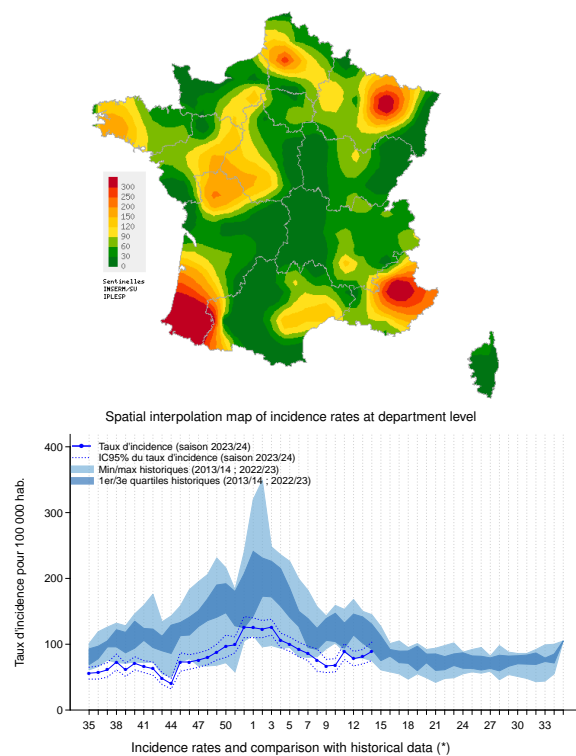 300
250
200
150
120
90
60
30
0
Sentinelles
INSERM/SU
IPLESP
Spatial interpolation map of incidence rates at department level
Taux d'incidence pour 100 000 hab.
400
300
200
100
0
Taux d'incidence (saison 2023/24)
IC95% du taux d'incidence (saison 2023/24)
Min/max historiques (2013/14 ; 2022/23)
1er/3e quartiles historiques (2013/14 ; 2022/23)
35 38 41 44 47 50 1 3 5 7 9 12 15 18 21 24 27 30 33
Incidence rates and comparison with historical data (*)